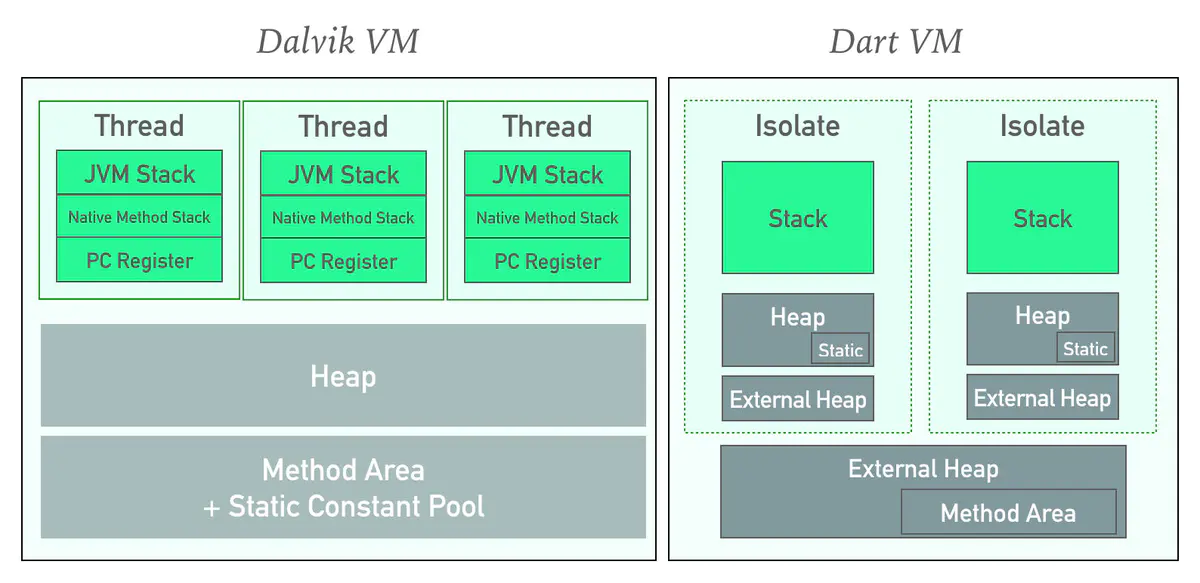 Dalvik VM
Thread
JVM Stack
Native Method Stack
PC Register
Thread
JVM Stack
Native Method Stack
PC Register
Thread
JVM Stack
Native Method Stack
PC Register
Heap
Method Area
+ Static Constant Pool
Dart VM
Isolate
Stack
Heap
Static
External Heap
Isolate
Stack
Heap
Static
External Heap
External Heap
Method Area